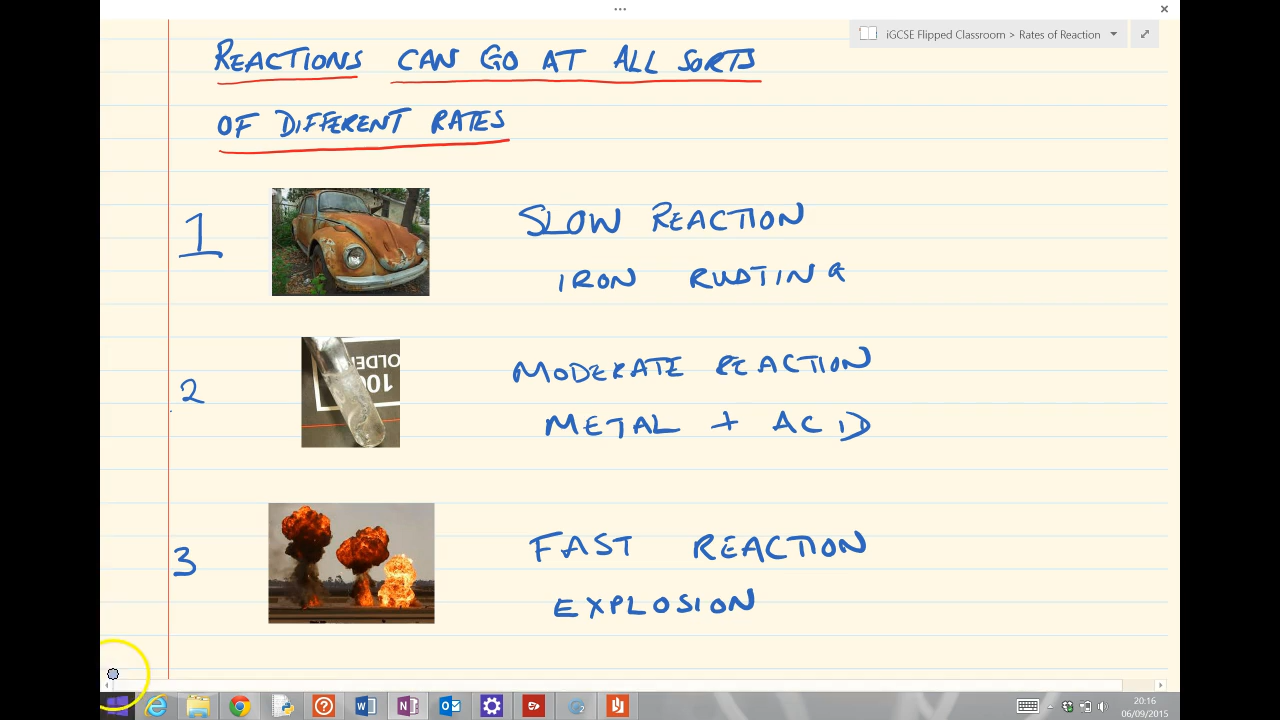 iGCSE Flipped Classroom > Rates of Reaction
REACTIONS CAN GO AT ALL SORTS
OF DIFFERENT RATES
1
SLOW REACTION
IRON RUSTING
2
MODERATE REACTION
METAL + ACID
3
FAST REACTION
EXPLOSION
20:16
06/09/2015